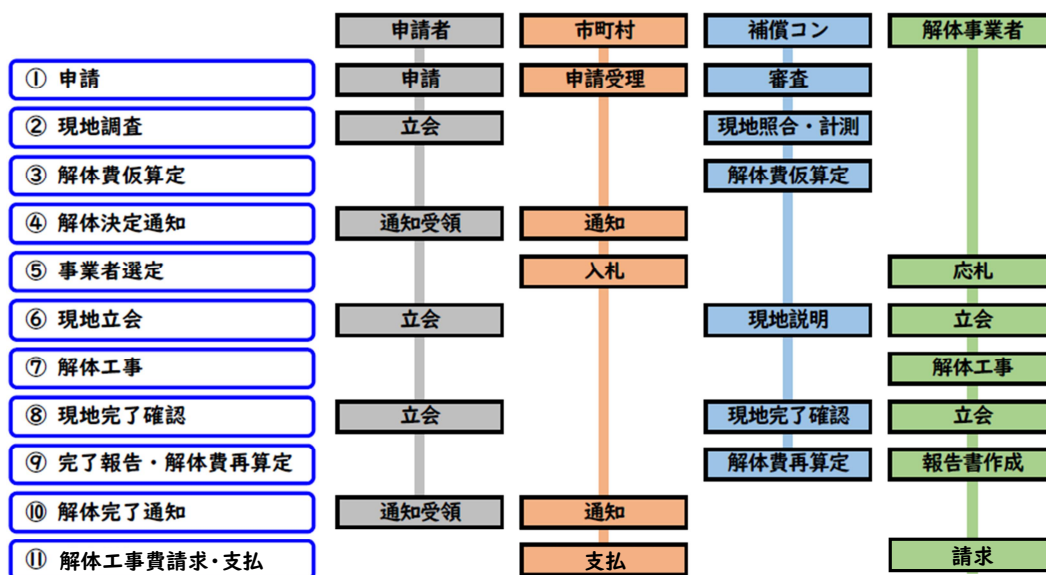 申請者 市町村 補償コン 解体事業者
① 申請 申請 申請受理 審査
② 現地調査 立会 現地照合・計測
③ 解体費仮算定 解体費仮算定
④ 解体決定通知 通知受領 通知
⑤ 事業者選定 入札 応札
⑥ 現地立会 立会 現地説明 立会
⑦ 解体工事 解体工事
⑧ 現地完了確認 立会 現地完了確認 立会
⑨ 完了報告・解体費再算定 解体費再算定 報告書作成
⑩ 解体完了通知 通知受領 通知
⑪ 解体工事費請求・支払 支払 請求